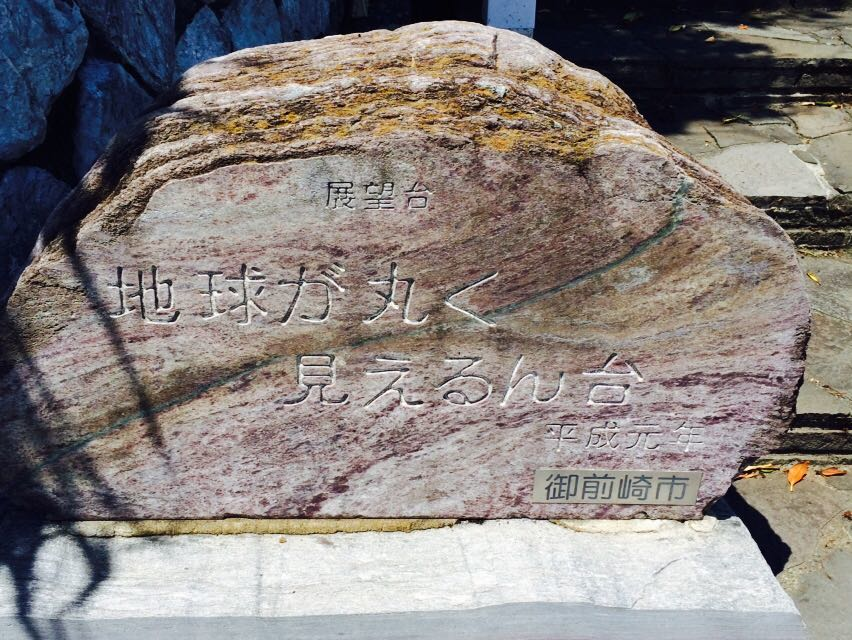 展望台
地球が丸く
見えるん台
平成元年
御前崎市